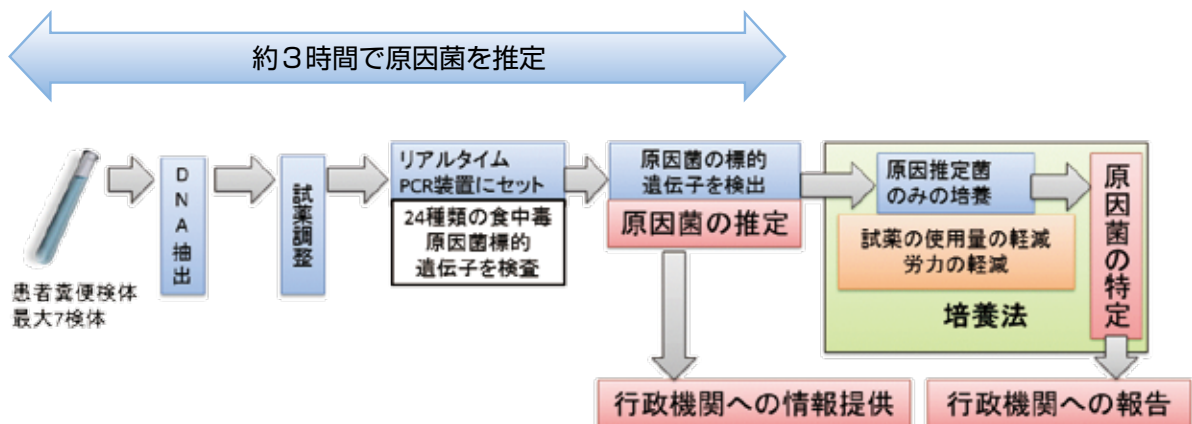 約3時間で原因菌を推定
患者糞便検体
最大7検体
DNA抽出
試薬調整
リアルタイム
PCR装置にセット
24種類の食中毒
原因菌標的
遺伝子を検査
原因菌の標的
遺伝子を検出
原因菌の推定
行政機関への情報提供
原因推定菌
のみの培養
試薬の使用量の軽減
労力の軽減
培養法
原因菌の特定
行政機関への報告